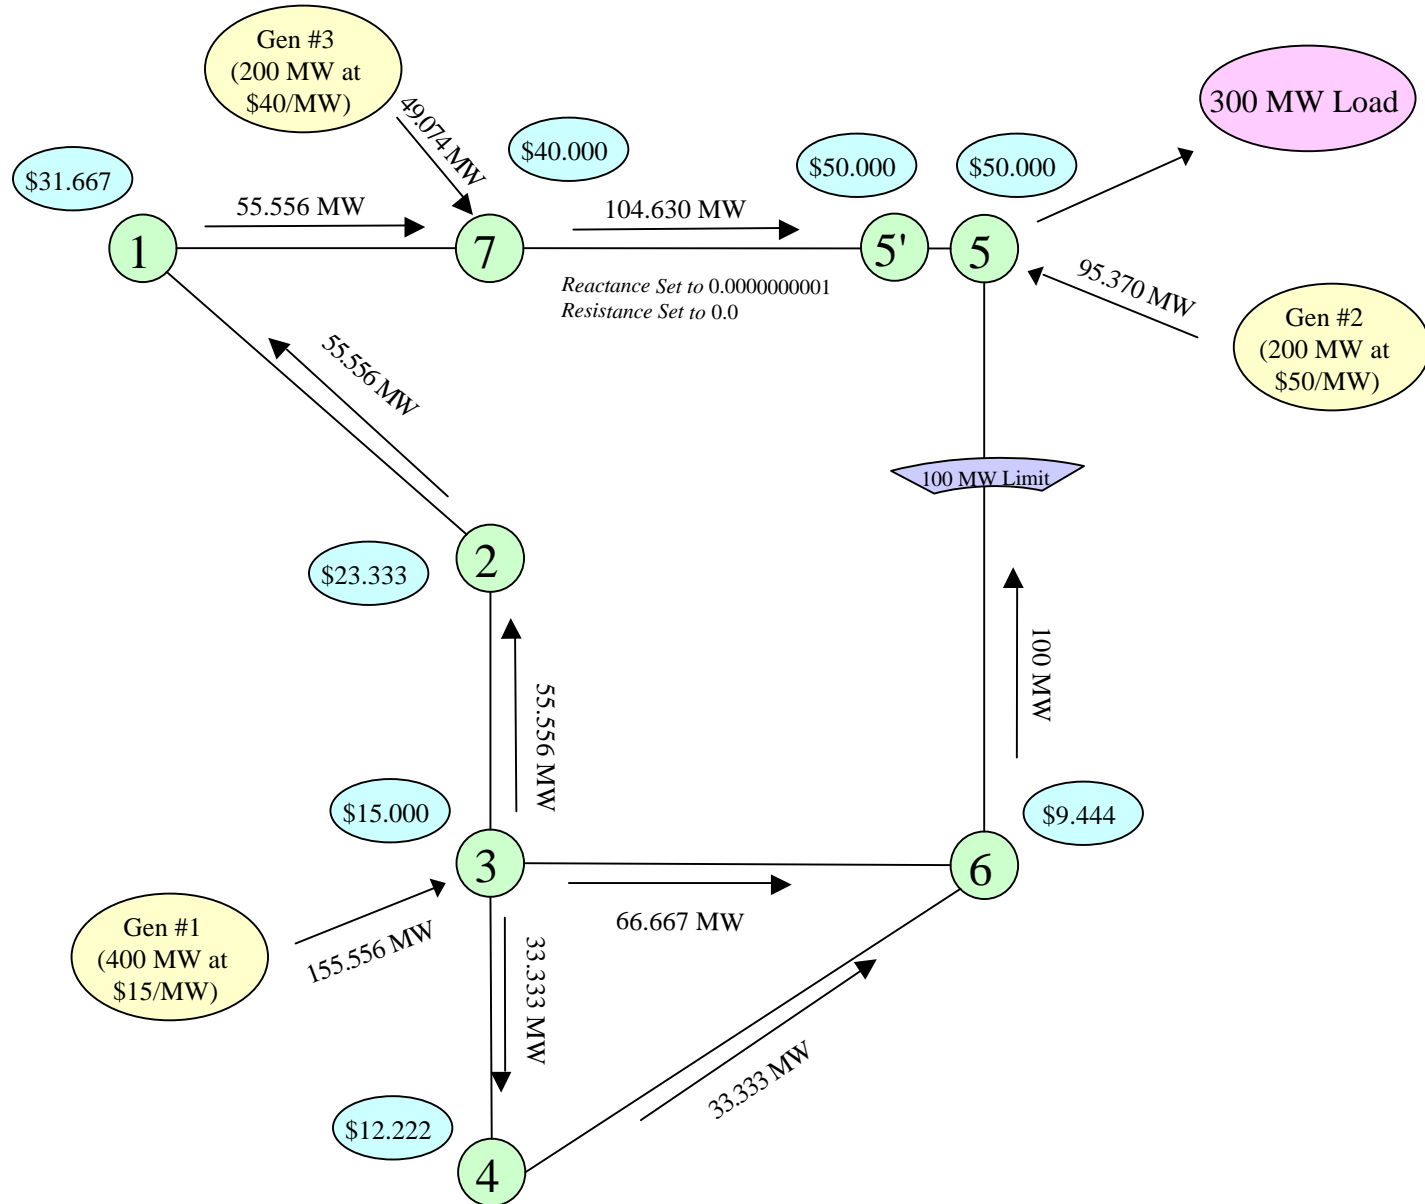 Gen #3
(200 MW at
$40/MW)
49.074 MW
300 MW Load
$31.667
$40.000
$50.000
$50.000
55.556 MW
104.630 MW
1
7
5'
5
Reactance Set to 0.0000000001
Resistance Set to 0.0
95.370 MW
Gen #2
(200 MW at
$50/MW)
55.556 MW
100 MW Limit
2
$23.333
55.556 MW
100 MW
$15.000
$9.444
3
6
66.667 MW
Gen #1
(400 MW at
$15/MW)
155.556 MW
33.333 MW
33.333 MW
$12.222
4